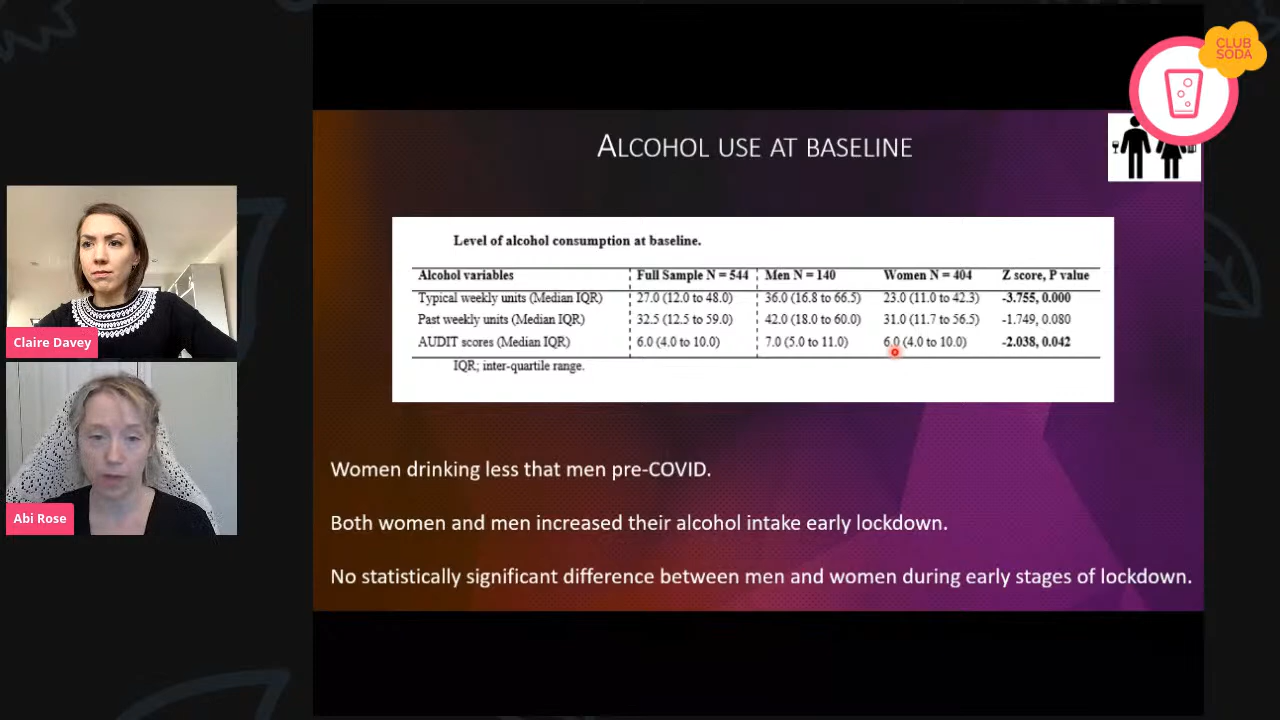 CLUB
SODA
ALCOHOL USE AT BASELINE
Level of alcohol consumption at baseline.
Alcohol variables Full Sample N = 544 Men N = 140 Women N = 404 Z score, P value
Typical weekly units (Median IQR) 27.0 (12.0 to 48.0) 36.0 (16.8 to 66.5) 23.0 (11.0 to 42.3) -3.755, 0.000
Past weekly units (Median IQR) 32.5 (12.5 to 59.0) 42.0 (18.0 to 60.0) 31.0 (11.7 to 56.5) -1.749, 0.080
AUDIT scores (Median IQR) 6.0 (4.0 to 10.0) 7.0 (5.0 to 11.0) 6.0 (4.0 to 10.0) -2.038, 0.042
IQR; inter-quartile range.
Women drinking less that men pre-COVID.
Both women and men increased their alcohol intake early lockdown.
No statistically significant difference between men and women during early stages of lockdown.
Claire Davey
Abi Rose